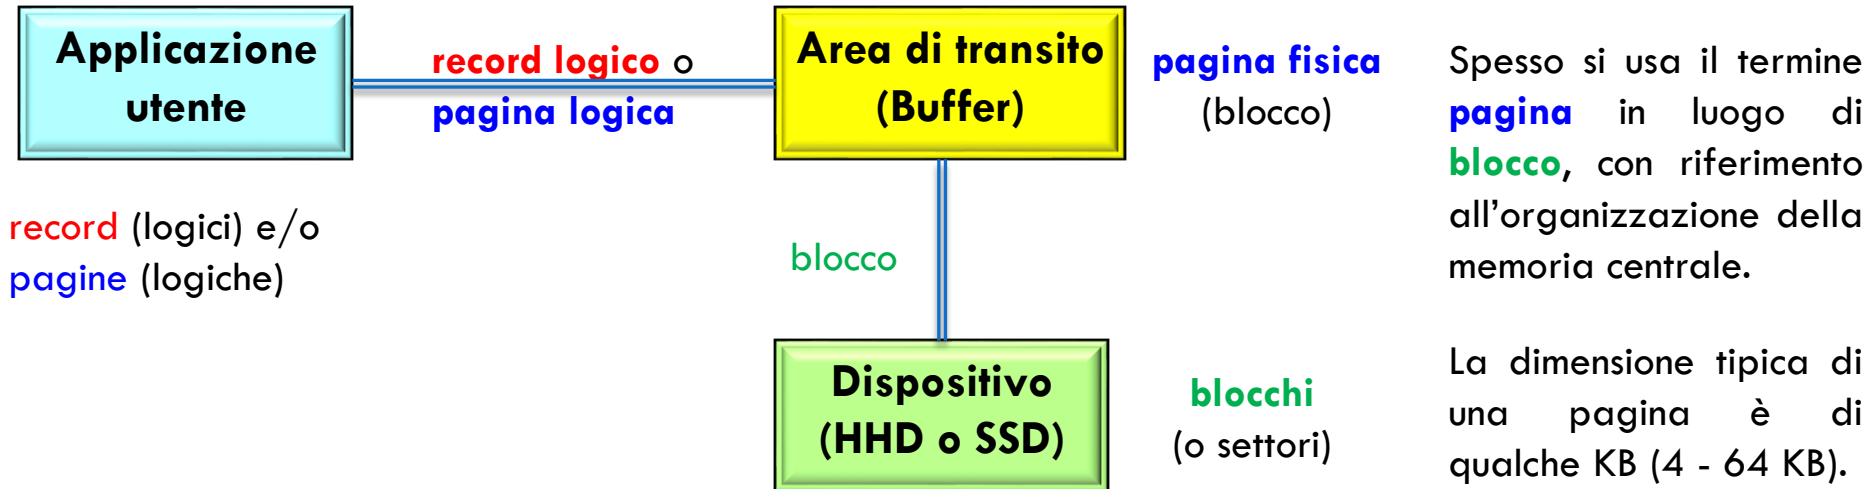 Applicazione
utente
record logico o
pagina logica
Area di transito
(Buffer)
pagina fisica
(blocco)
record (logici) e/o
pagine (logiche)
blocco
Dispositivo
(HHD o SSD)
blocchi
(o settori)
Spesso si usa il termine
pagina in luogo di
blocco, con riferimento
all'organizzazione della
memoria centrale.
La dimensione tipica di
una pagina è di
qualche KB (4 - 64 KB).